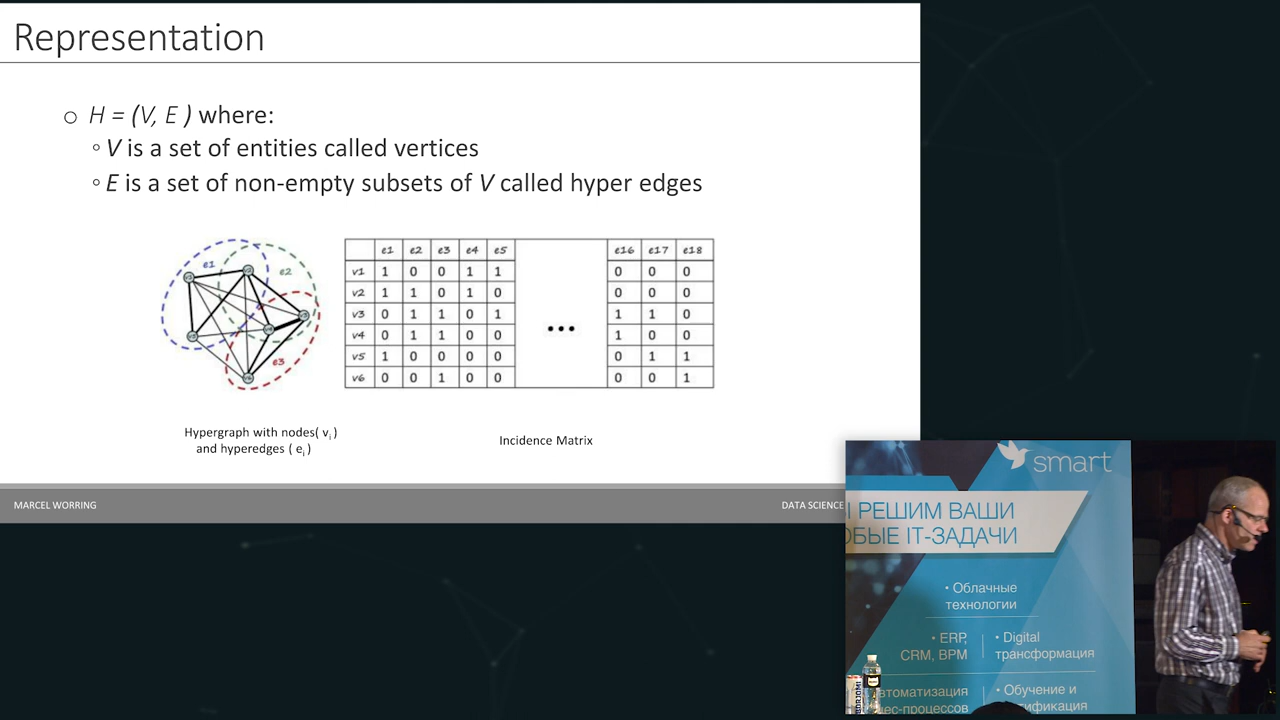 Representation
H = (V, E ) where:
V is a set of entities called vertices
E is a set of non-empty subsets of V called hyper edges
e1
e2
e3
e1 e2 e3 e4 e5 e16 e17 e18
v1 1 0 0 1 1 0 0 0
v2 1 1 0 1 0 0 0 0
v3 0 1 1 0 1 1 1 0
v4 0 1 1 0 0 ... 1 0 0
v5 1 0 0 0 0 0 1 1
v6 0 0 1 0 0 0 0 1
Hypergraph with nodes( vi )
and hyperedges ( ei )
Incidence Matrix
MARCEL WORRING
DATA SCIENCE
smart
РЕШИМ ВАШИ
ОБЫЕ IT-ЗАДАЧИ
• Облачные
технологии
• ERP,
CRM, BPM
• Digital
трансформация
втоматизация
ес-процессов
• Обучение и
тификация